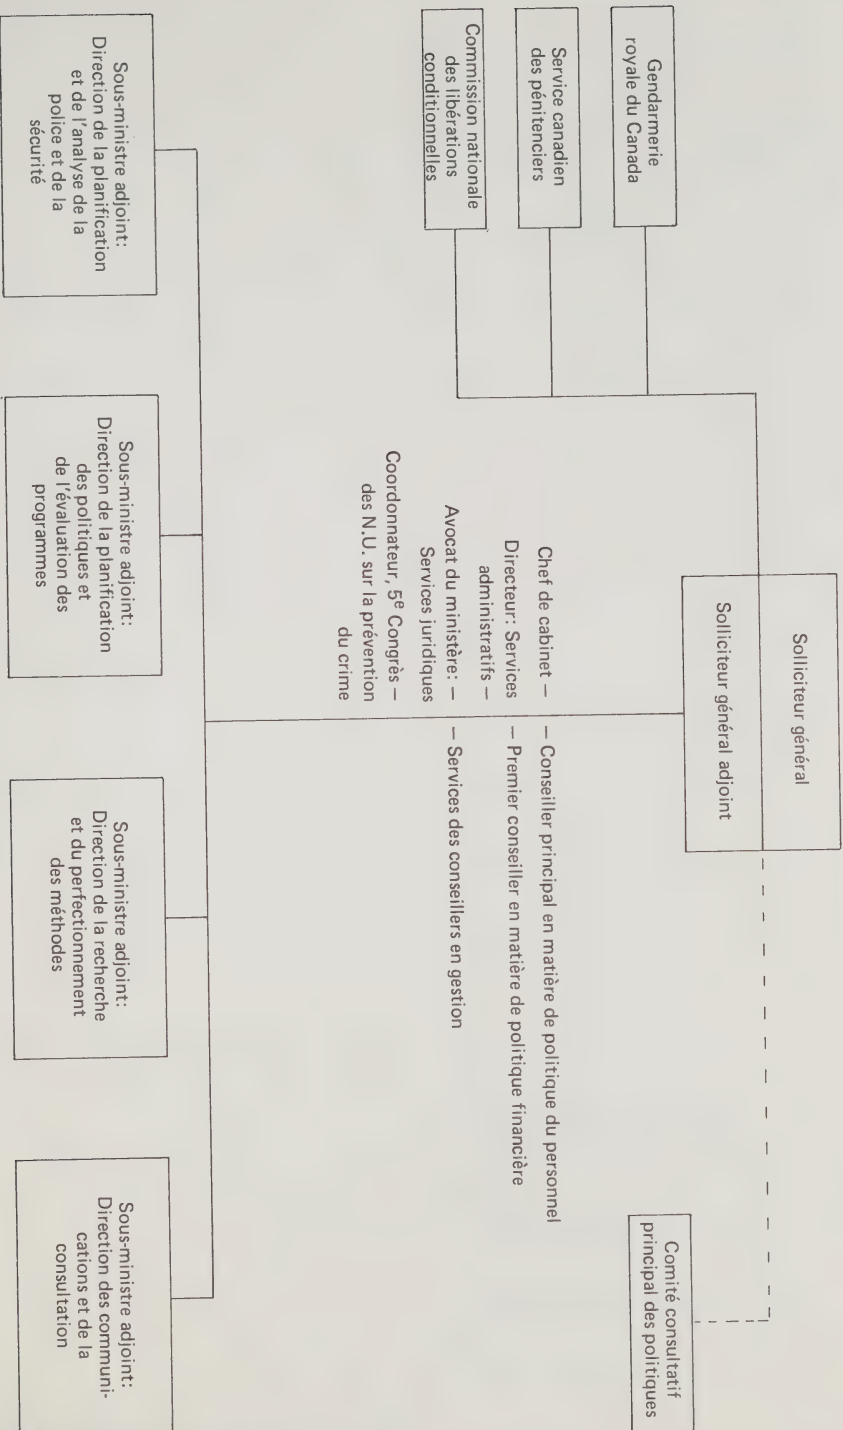 Solliciteur général
Solliciteur général adjoint
Comité consultatif
principal des politiques
Gendarmerie
royale du Canada
Service canadien
des pénitenciers
Commission nationale
des libérations
conditionnelles
Chef de cabinet –
Directeur: Services
administratifs –
Avocat du ministère: –
Services juridiques
Coordonnateur, 5e Congrès –
des N.U. sur la prévention
du crime
– Conseiller principal en matière de politique du personnel
– Premier conseiller en matière de politique financière
– Services des conseillers en gestion
Sous-ministre adjoint:
Direction de la planification
et de l'analyse de la
police et de la
sécurité
Sous-ministre adjoint:
Direction de la planification
des politiques et
de l'évaluation des
programmes
Sous-ministre adjoint:
Direction de la recherche
et du perfectionnement
des méthodes
Sous-ministre adjoint:
Direction des communi-
cations et de la
consultation